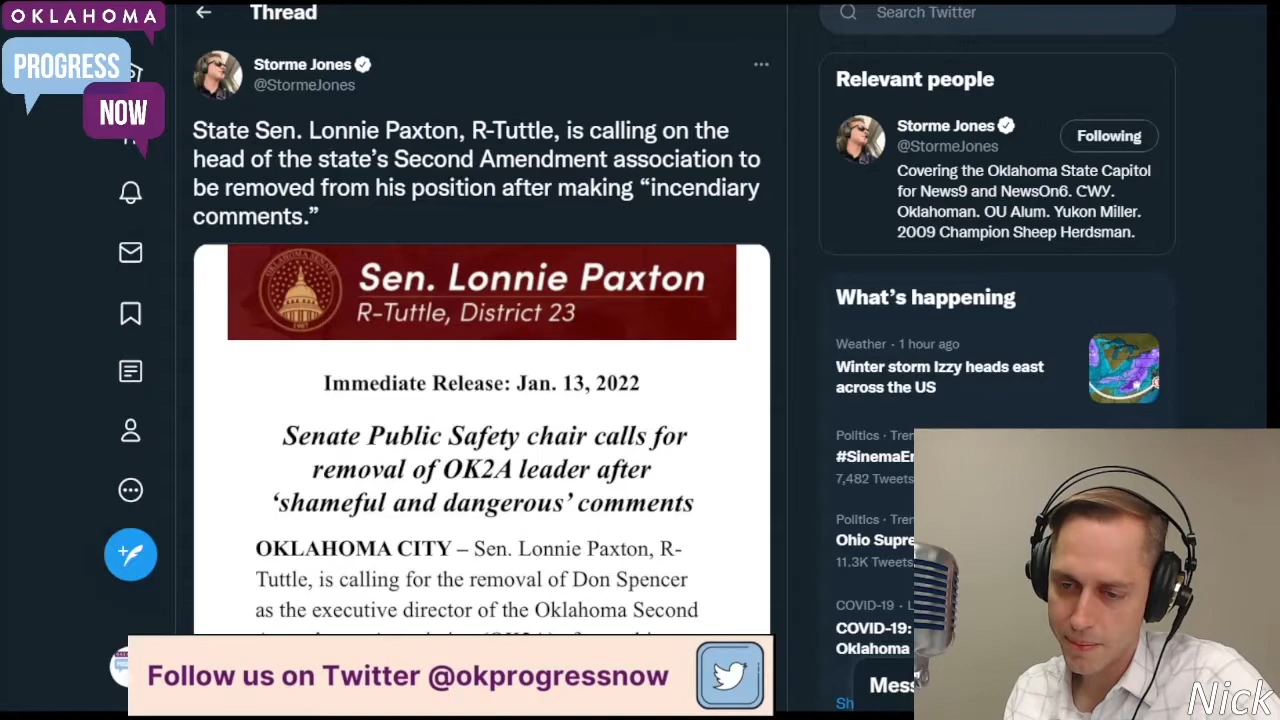 OKLAHOMA
PROGRESS
NOW
Thread
Storme Jones
@StormeJones
State Sen. Lonnie Paxton, R-Tuttle, is calling on the
head of the state’s Second Amendment association to
be removed from his position after making “incendiary
comments.”
Sen. Lonnie Paxton
R-Tuttle, District 23
Immediate Release: Jan. 13, 2022
Senate Public Safety chair calls for
removal of OK2A leader after
‘shameful and dangerous’ comments
OKLAHOMA CITY – Sen. Lonnie Paxton, R-
Tuttle, is calling for the removal of Don Spencer
as the executive director of the Oklahoma Second
Follow us on Twitter @okprogressnow
Search Twitter
Relevant people
Storme Jones
@StormeJones
Following
Covering the Oklahoma State Capitol
for News9 and NewsOn6. ᏣᎳᎩ.
Oklahoman. OU Alum. Yukon Miller.
2009 Champion Sheep Herdsman.
What’s happening
Weather · 1 hour ago
Winter storm Izzy heads east
across the US
Politics · Tren
#SinemaEn
7,482 Tweets
Politics · Tren
Ohio Supre
11.3K Tweets
COVID-19 · L
COVID-19:
Oklahoma
Sh
Mess
Nick